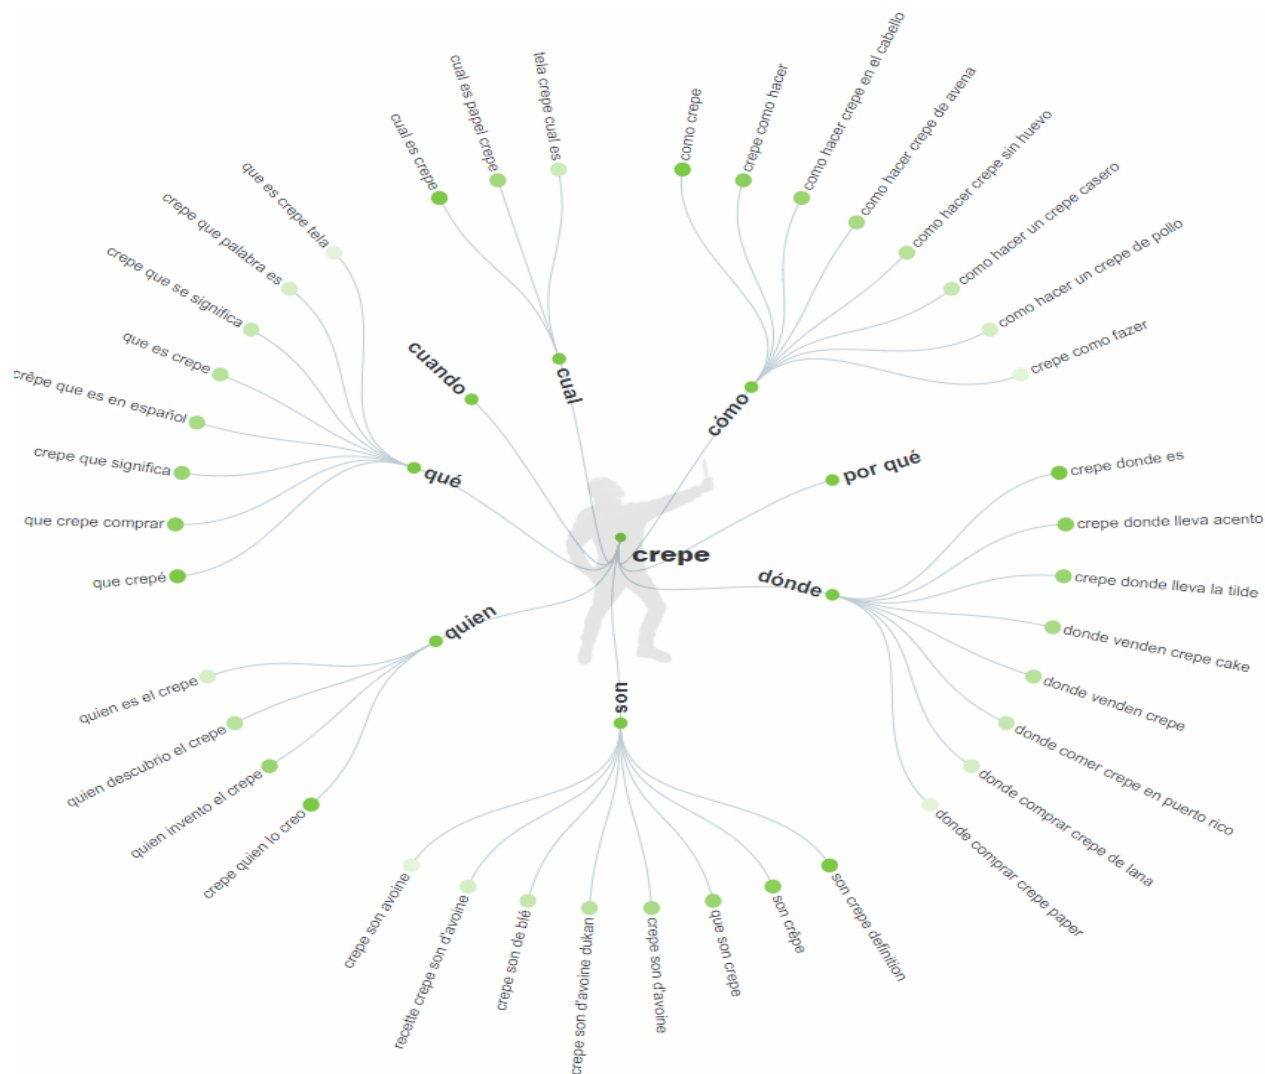 crepe
cuando
cual
cual es crepe
cual es papel crepe
tela crepe cual es
cómo
como crepe
crepe como hacer
como hacer crepe en el cabello
como hacer crepe de avena
como hacer crepe sin huevo
como hacer un crepe casero
como hacer un crepe de pollo
crepe como fazer
por qué
dónde
crepe donde es
crepe donde lleva acento
crepe donde lleva la tilde
donde venden crepe cake
donde venden crepe
donde comer crepe en puerto rico
donde comprar crepe de lana
donde comprar crepe paper
son
son crepe definition
son crêpe
que son crepe
crepe son d'avoine
crepe son d'avoine dukan
crepe son de blé
recette crepe son d'avoine
crepe son avoine
quien
crepe quien lo creo
quien invento el crepe
quien descubrio el crepe
quien es el crepe
qué
que crepé
que crepe comprar
crepe que significa
crêpe que es en español
que es crepe
crepe que se significa
crepe que palabra es
que es crepe tela